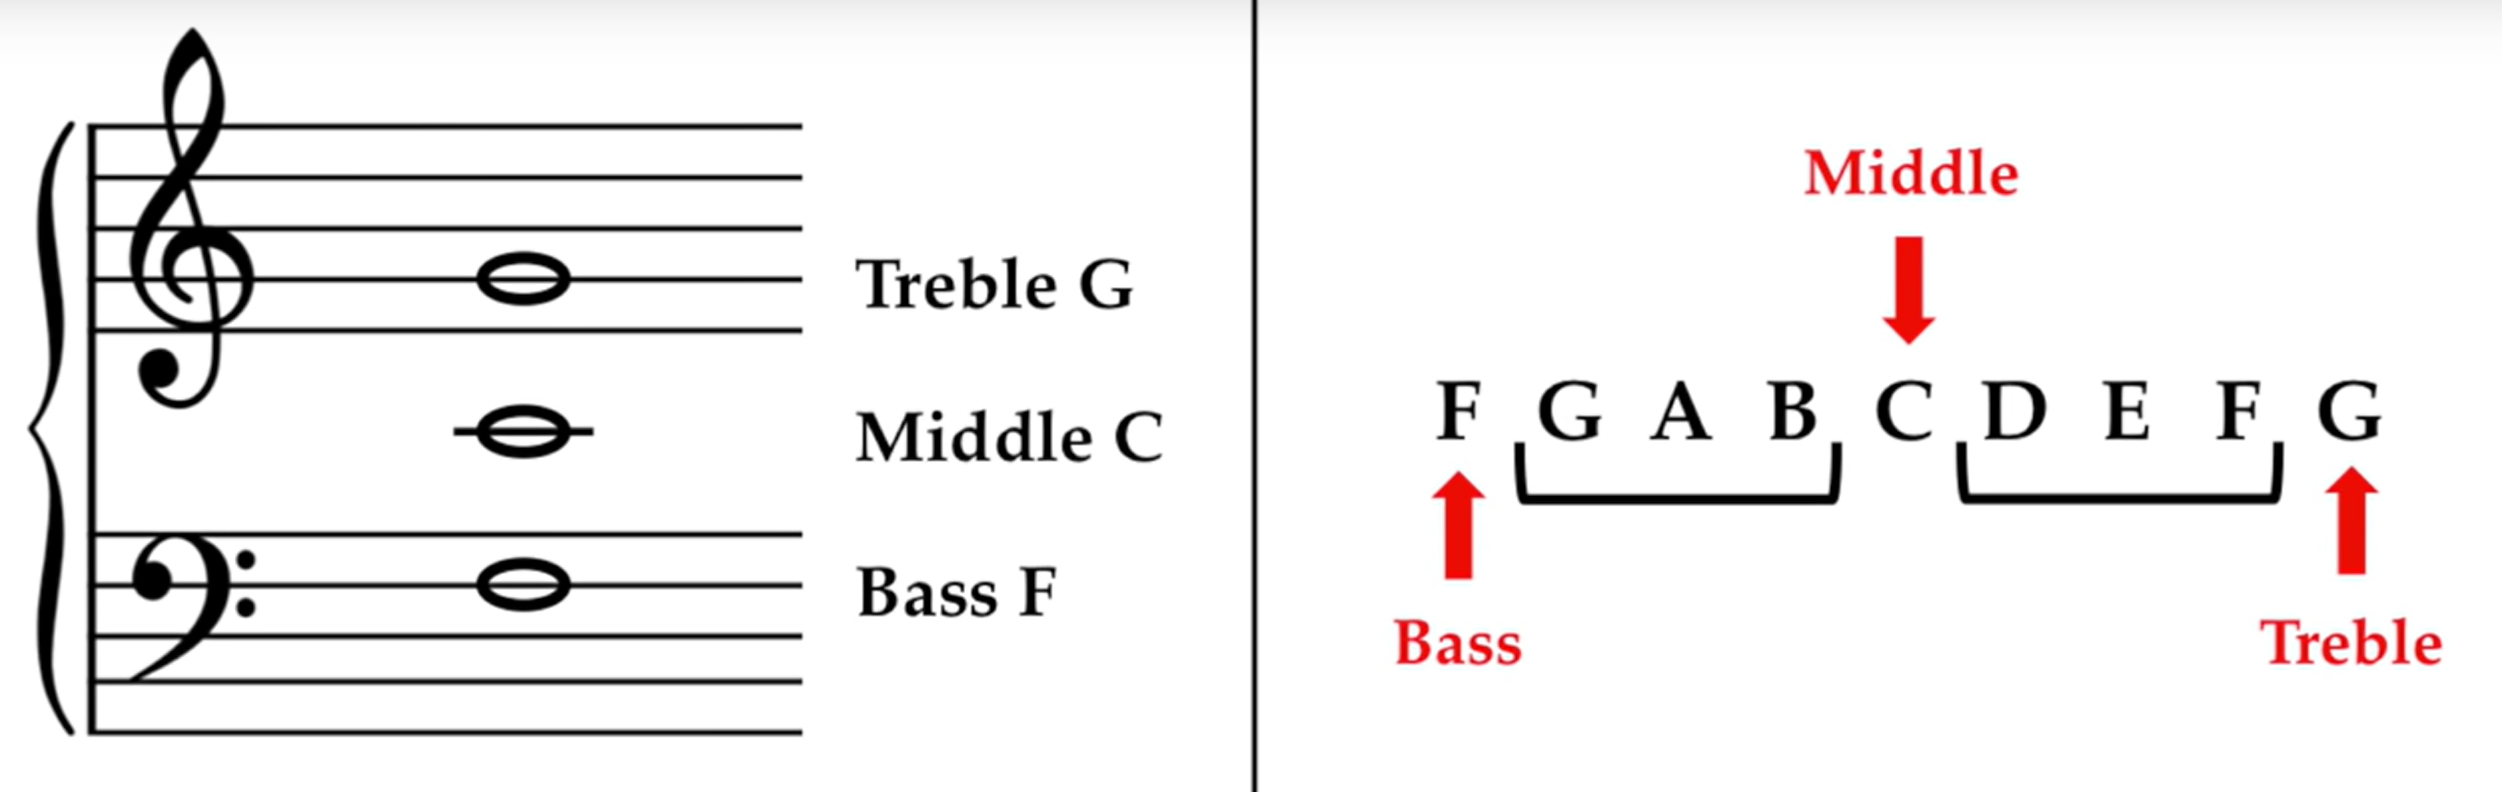 Treble G
Middle C
Bass F
Middle
F G A B C D E F G
Bass
Treble